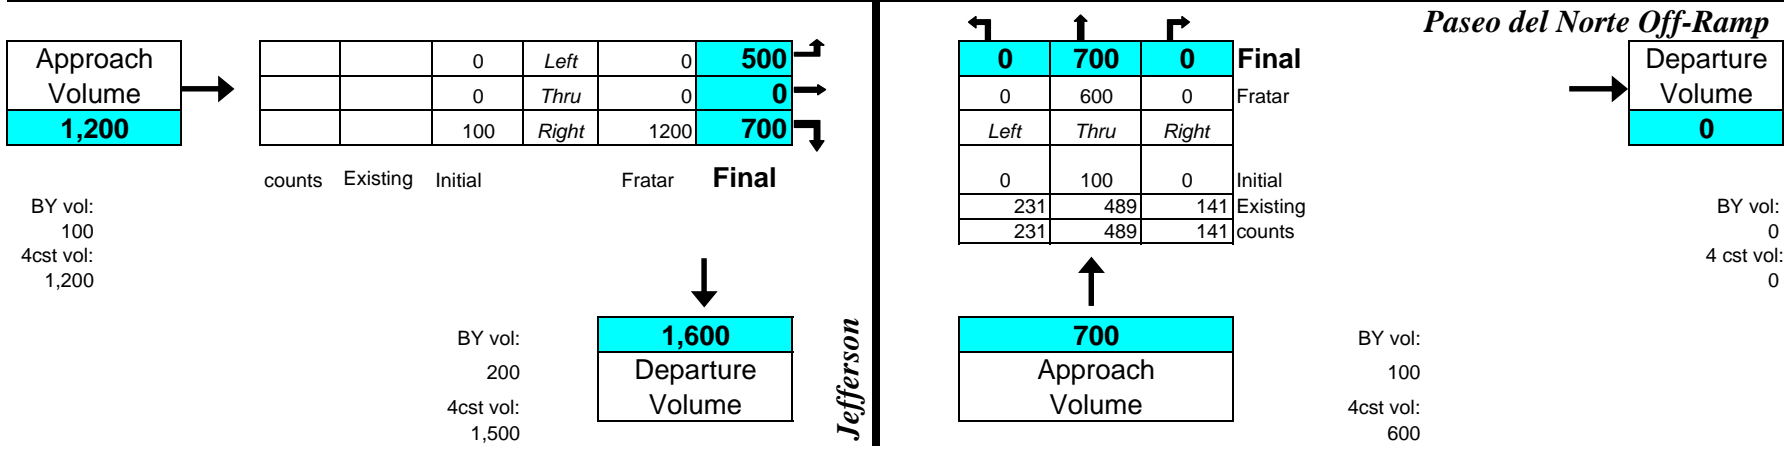 Paseo del Norte Off-Ramp
Approach
Volume
1,200
0 Left 0 500
0 Thru 0 0
100 Right 1200 700
counts Existing Initial Fratar Final
BY vol:
100
4cst vol:
1,200
BY vol:
200
4cst vol:
1,500
1,600
Departure
Volume
Jefferson
0 700 0 Final
0 600 0 Fratar
Left Thru Right
0 100 0 Initial
231 489 141 Existing
231 489 141 counts
700
Approach
Volume
BY vol:
100
4cst vol:
600
Departure
Volume
0
BY vol:
0
4 cst vol:
0